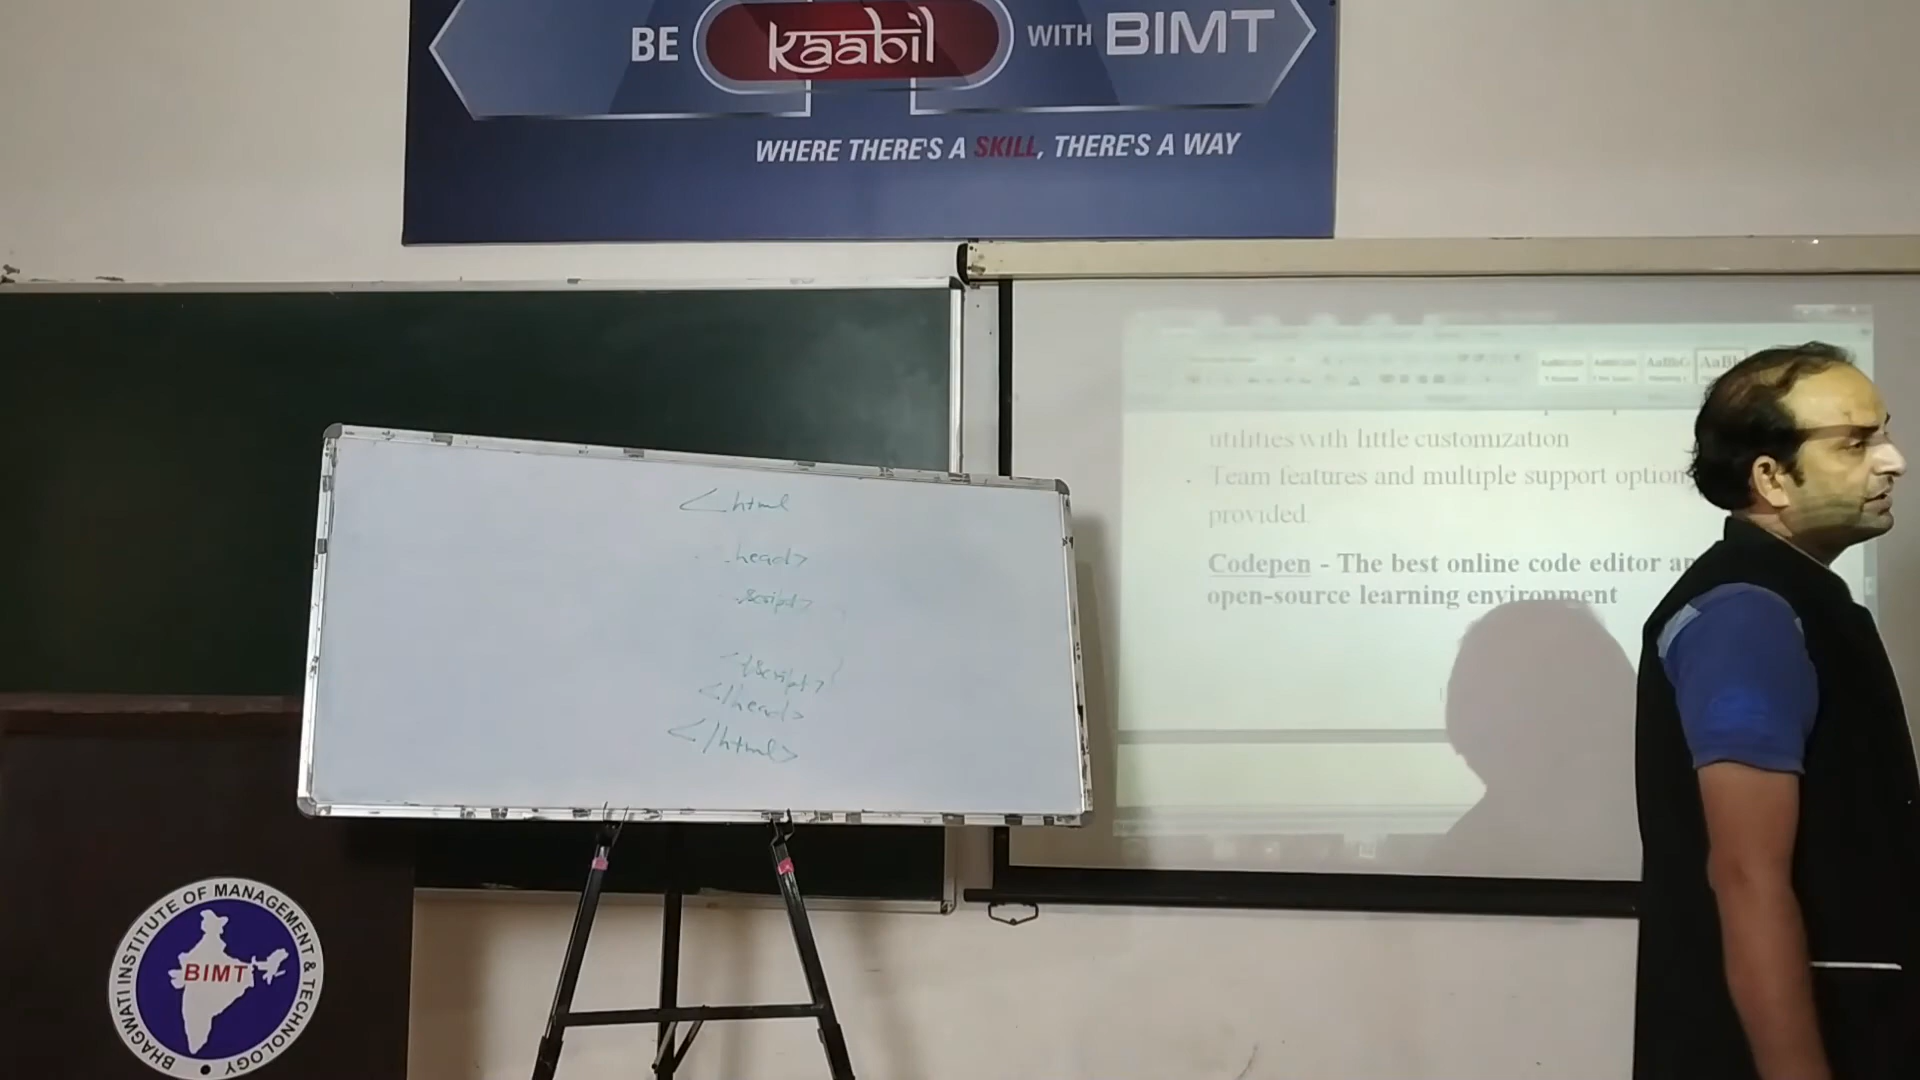 BE kaabil WITH BIMT
WHERE THERE'S A SKILL, THERE'S A WAY
<html
head>
script>
</script>
</head>
</html>
utilities with little customization
Team features and multiple support option
provided.
Codepen - The best online code editor an
open-source learning environment
BHAGWATI INSTITUTE OF MANAGEMENT & TECHNOLOGY
BIMT